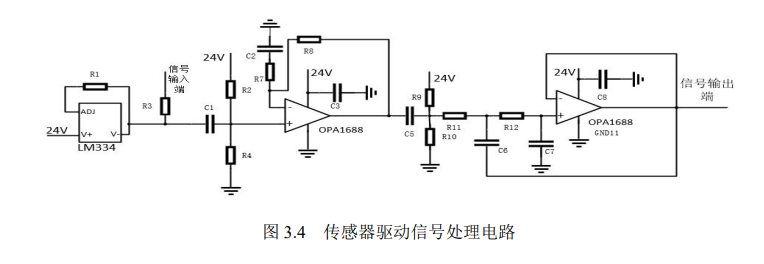 R1
ADJ
24V
V+
V-
LM334
信号
输入
端
R3
C1
24V
R2
R4
C2
R7
R8
24V
C3
-
+
OPA1688
C5
24V
R9
R10
R11
R12
C6
C7
24V
C8
-
+
OPA1688
GND11
信号输出
端
图 3.4 传感器驱动信号处理电路